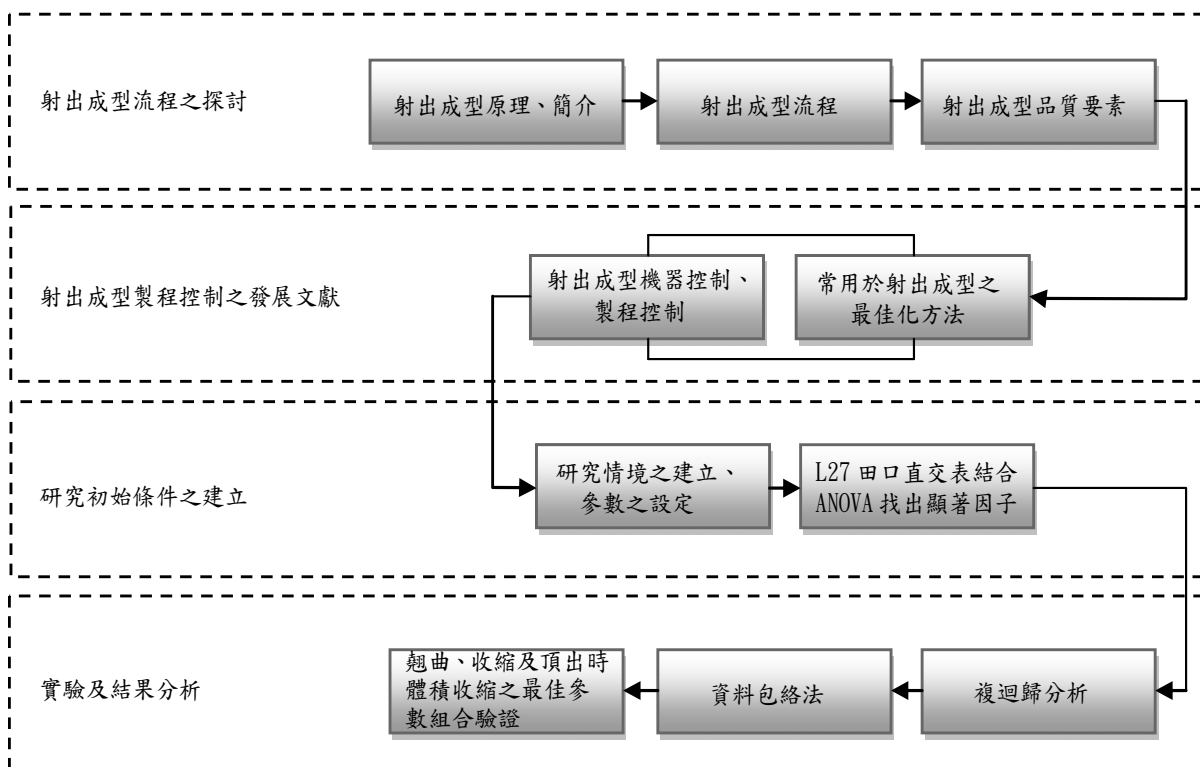 射出成型流程之探討
射出成型原理、簡介
射出成型流程
射出成型品質要素
射出成型製程控制之發展文獻
射出成型機器控制、
製程控制
常用於射出成型之
最佳化方法
研究初始條件之建立
研究情境之建立、
參數之設定
L27 田口直交表結合
ANOVA 找出顯著因子
實驗及結果分析
翹曲、收縮及頂出時
體積收縮之最佳參
數組合驗證
資料包絡法
複迴歸分析